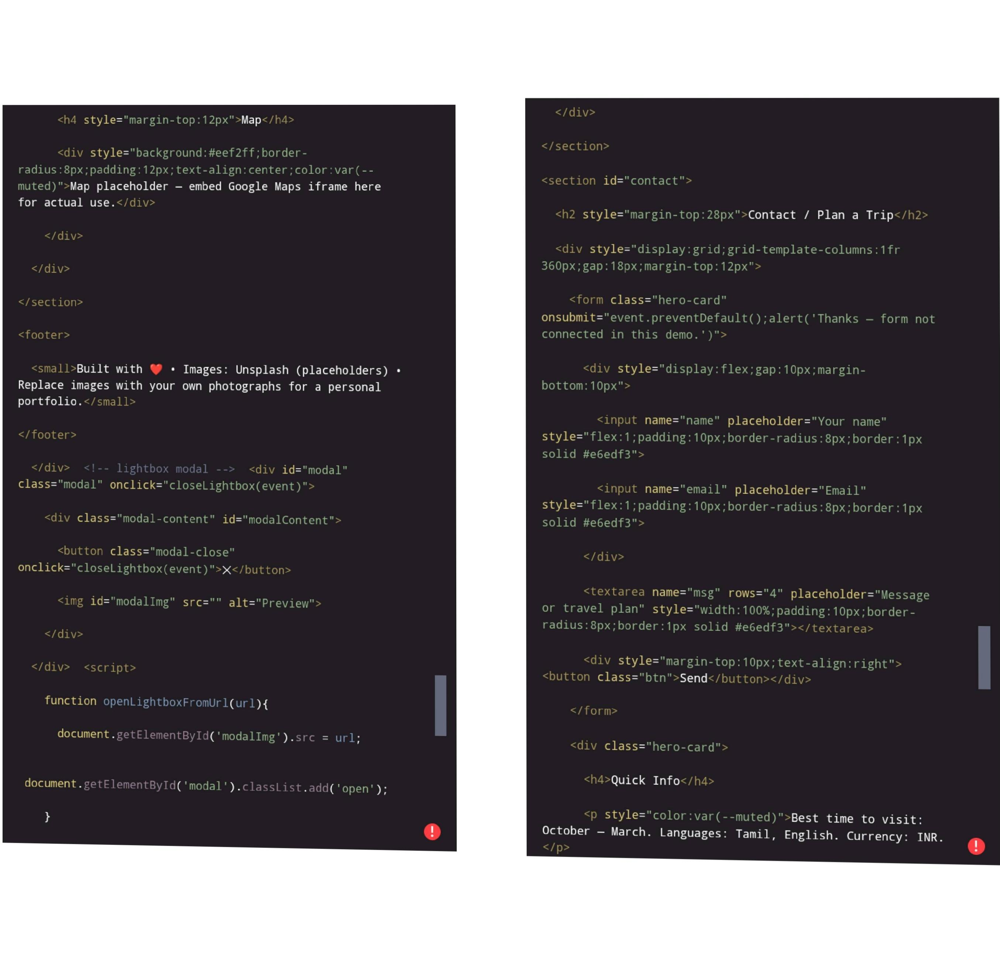 <h4 style="margin-top:12px">Map</h4>
<div style="background:#eef2ff;border-
radius:8px;padding:12px;text-align:center;color:var(--
muted)">Map placeholder — embed Google Maps iframe here
for actual use.</div>
</div>
</div>
</section>
<footer>
<small>Built with ❤️ • Images: Unsplash (placeholders) •
Replace images with your own photographs for a personal
portfolio.</small>
</footer>
</div> <!-- lightbox modal --> <div id="modal"
class="modal" onclick="closeLightbox(event)">
<div class="modal-content" id="modalContent">
<button class="modal-close"
onclick="closeLightbox(event)">✕</button>
<img id="modalImg" src="" alt="Preview">
</div>
</div> <script>
function openLightboxFromUrl(url){
document.getElementById('modalImg').src = url;
document.getElementById('modal').classList.add('open');
}
</div>
</section>
<section id="contact">
<h2 style="margin-top:28px">Contact / Plan a Trip</h2>
<div style="display:grid;grid-template-columns:1fr
360px;gap:18px;margin-top:12px">
<form class="hero-card"
onsubmit="event.preventDefault();alert('Thanks — form not
connected in this demo.')">
<div style="display:flex;gap:10px;margin-
bottom:10px">
<input name="name" placeholder="Your name"
style="flex:1;padding:10px;border-radius:8px;border:1px
solid #e6edf3">
<input name="email" placeholder="Email"
style="flex:1;padding:10px;border-radius:8px;border:1px
solid #e6edf3">
</div>
<textarea name="msg" rows="4" placeholder="Message
or travel plan" style="width:100%;padding:10px;border-
radius:8px;border:1px solid #e6edf3"></textarea>
<div style="margin-top:10px;text-align:right">
<button class="btn">Send</button></div>
</form>
<div class="hero-card">
<h4>Quick Info</h4>
<p style="color:var(--muted)">Best time to visit:
October — March. Languages: Tamil, English. Currency: INR.
</p>